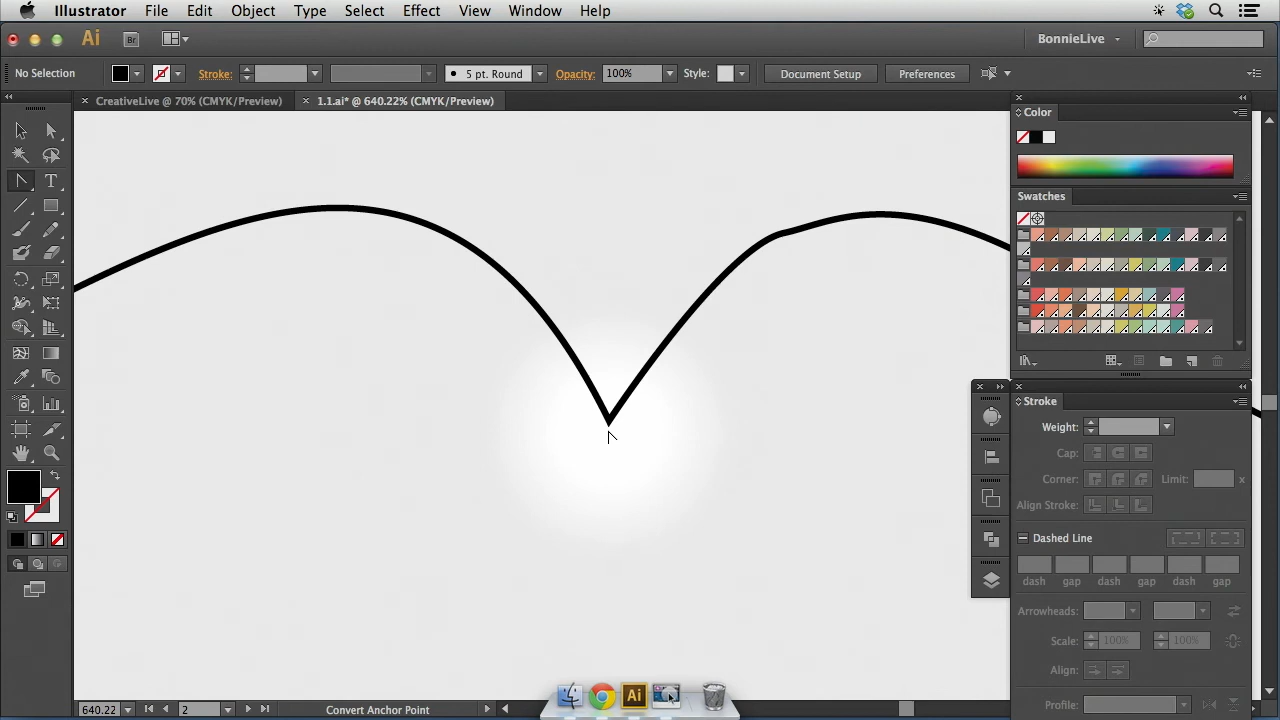 Illustrator File Edit Object Type Select Effect View Window Help
Ai Br BonnieLive
No Selection Stroke: 5 pt. Round Opacity: 100% Style: Document Setup Preferences
CreativeLive @ 70% (CMYK/Preview) 1.1.ai* @ 640.22% (CMYK/Preview)
Color
Swatches
Stroke
Weight:
Cap:
Corner: Limit: x
Align Stroke:
Dashed Line
dash gap dash gap dash gap
Arrowheads:
Scale: 100% 100%
Align:
Profile:
T
Ai
640.22 2 Convert Anchor Point